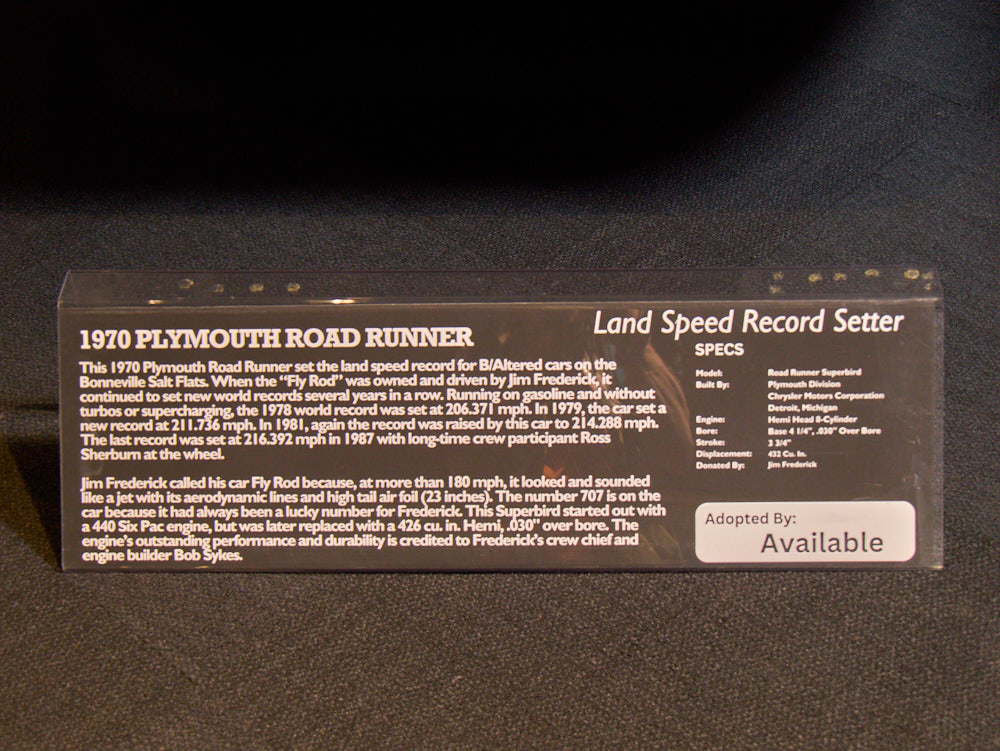 1970 PLYMOUTH ROAD RUNNER
This 1970 Plymouth Road Runner set the land speed record for B/Altered cars on the
Bonneville Salt Flats. When the "Fly Rod" was owned and driven by Jim Frederick, it
continued to set new world records several years in a row. Running on gasoline and without
turbos or supercharging, the 1978 world record was set at 206.371 mph. In 1979, the car set a
new record at 211.736 mph. In 1981, again the record was raised by this car to 214.288 mph.
The last record was set at 216.392 mph in 1987 with long-time crew participant Ross
Sherburn at the wheel.
Jim Frederick called his car Fly Rod because, at more than 180 mph, it looked and sounded
like a jet with its aerodynamic lines and high tail air foil (23 inches). The number 707 is on the
car because it had always been a lucky number for Frederick. This Superbird started out with
a 440 Six Pac engine, but was later replaced with a 426 cu. in. Hemi, .030" over bore. The
engine's outstanding performance and durability is credited to Frederick's crew chief and
engine builder Bob Sykes.
Land Speed Record Setter
SPECS
Model: Road Runner Superbird
Built By: Plymouth Division
Chrysler Motors Corporation
Detroit, Michigan
Engine: Hemi Head 8-Cylinder
Bore: Base 4 1/4", .030" Over Bore
Stroke: 3 3/4"
Displacement: 432 Cu. In.
Donated By: Jim Frederick
Adopted By:
Available